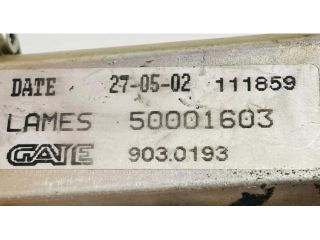 DATE 27-05-02 111859
LAMES 50001603
GATE 903.0193